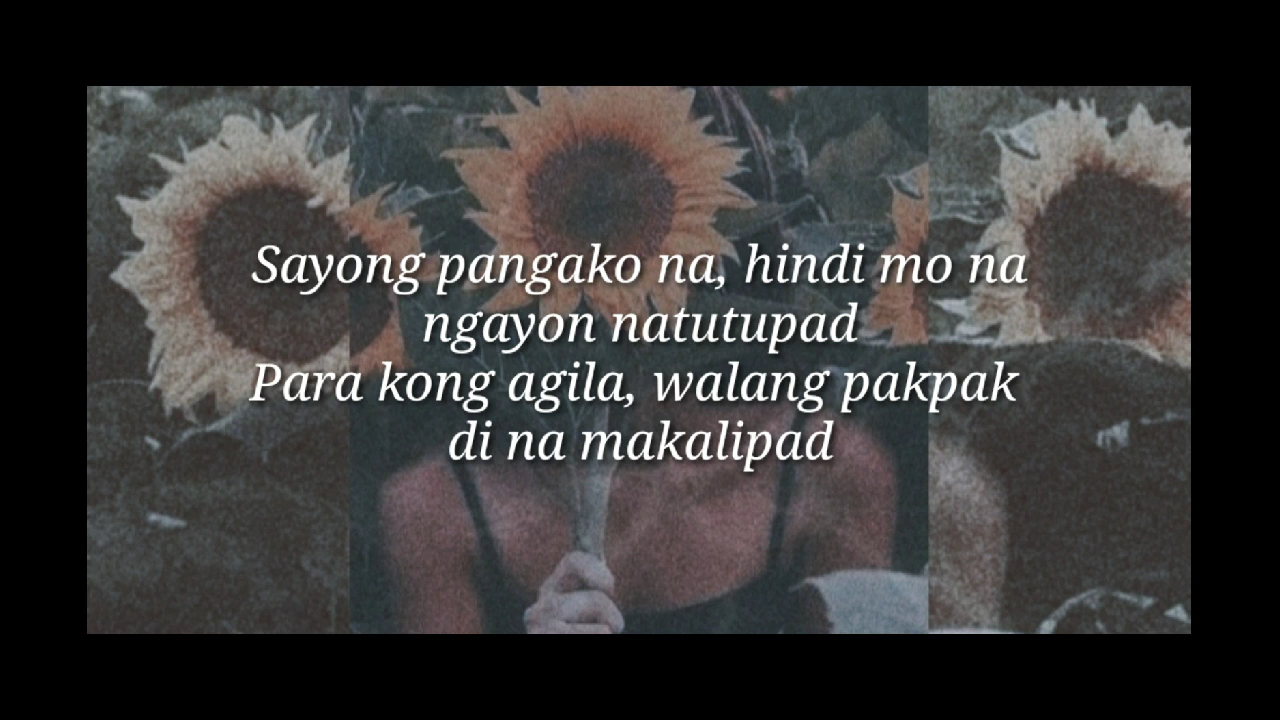 Sayong pangako na, hindi mo na
ngayon natutupad
Para kong agila, walang pakpak
di na makalipad